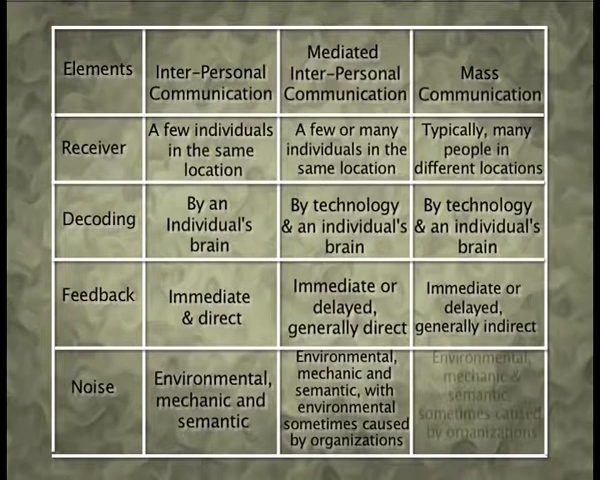 Elements
Inter-Personal
Communication
Mediated
Inter-Personal
Communication
Mass
Communication
Receiver
A few individuals
in the same
location
A few or many
individuals in the
same location
Typically, many
people in
different locations
Decoding
By an
Individual's
brain
By technology
& an individual's
brain
By technology
& an individual's
brain
Feedback
Immediate
& direct
Immediate or
delayed,
generally direct
Immediate or
delayed,
generally indirect
Noise
Environmental,
mechanic and
semantic
Environmental,
mechanic and
semantic, with
environmental
sometimes caused
by organizations
Environmental,
mechanic &
semantic
sometimes caused
by organizations